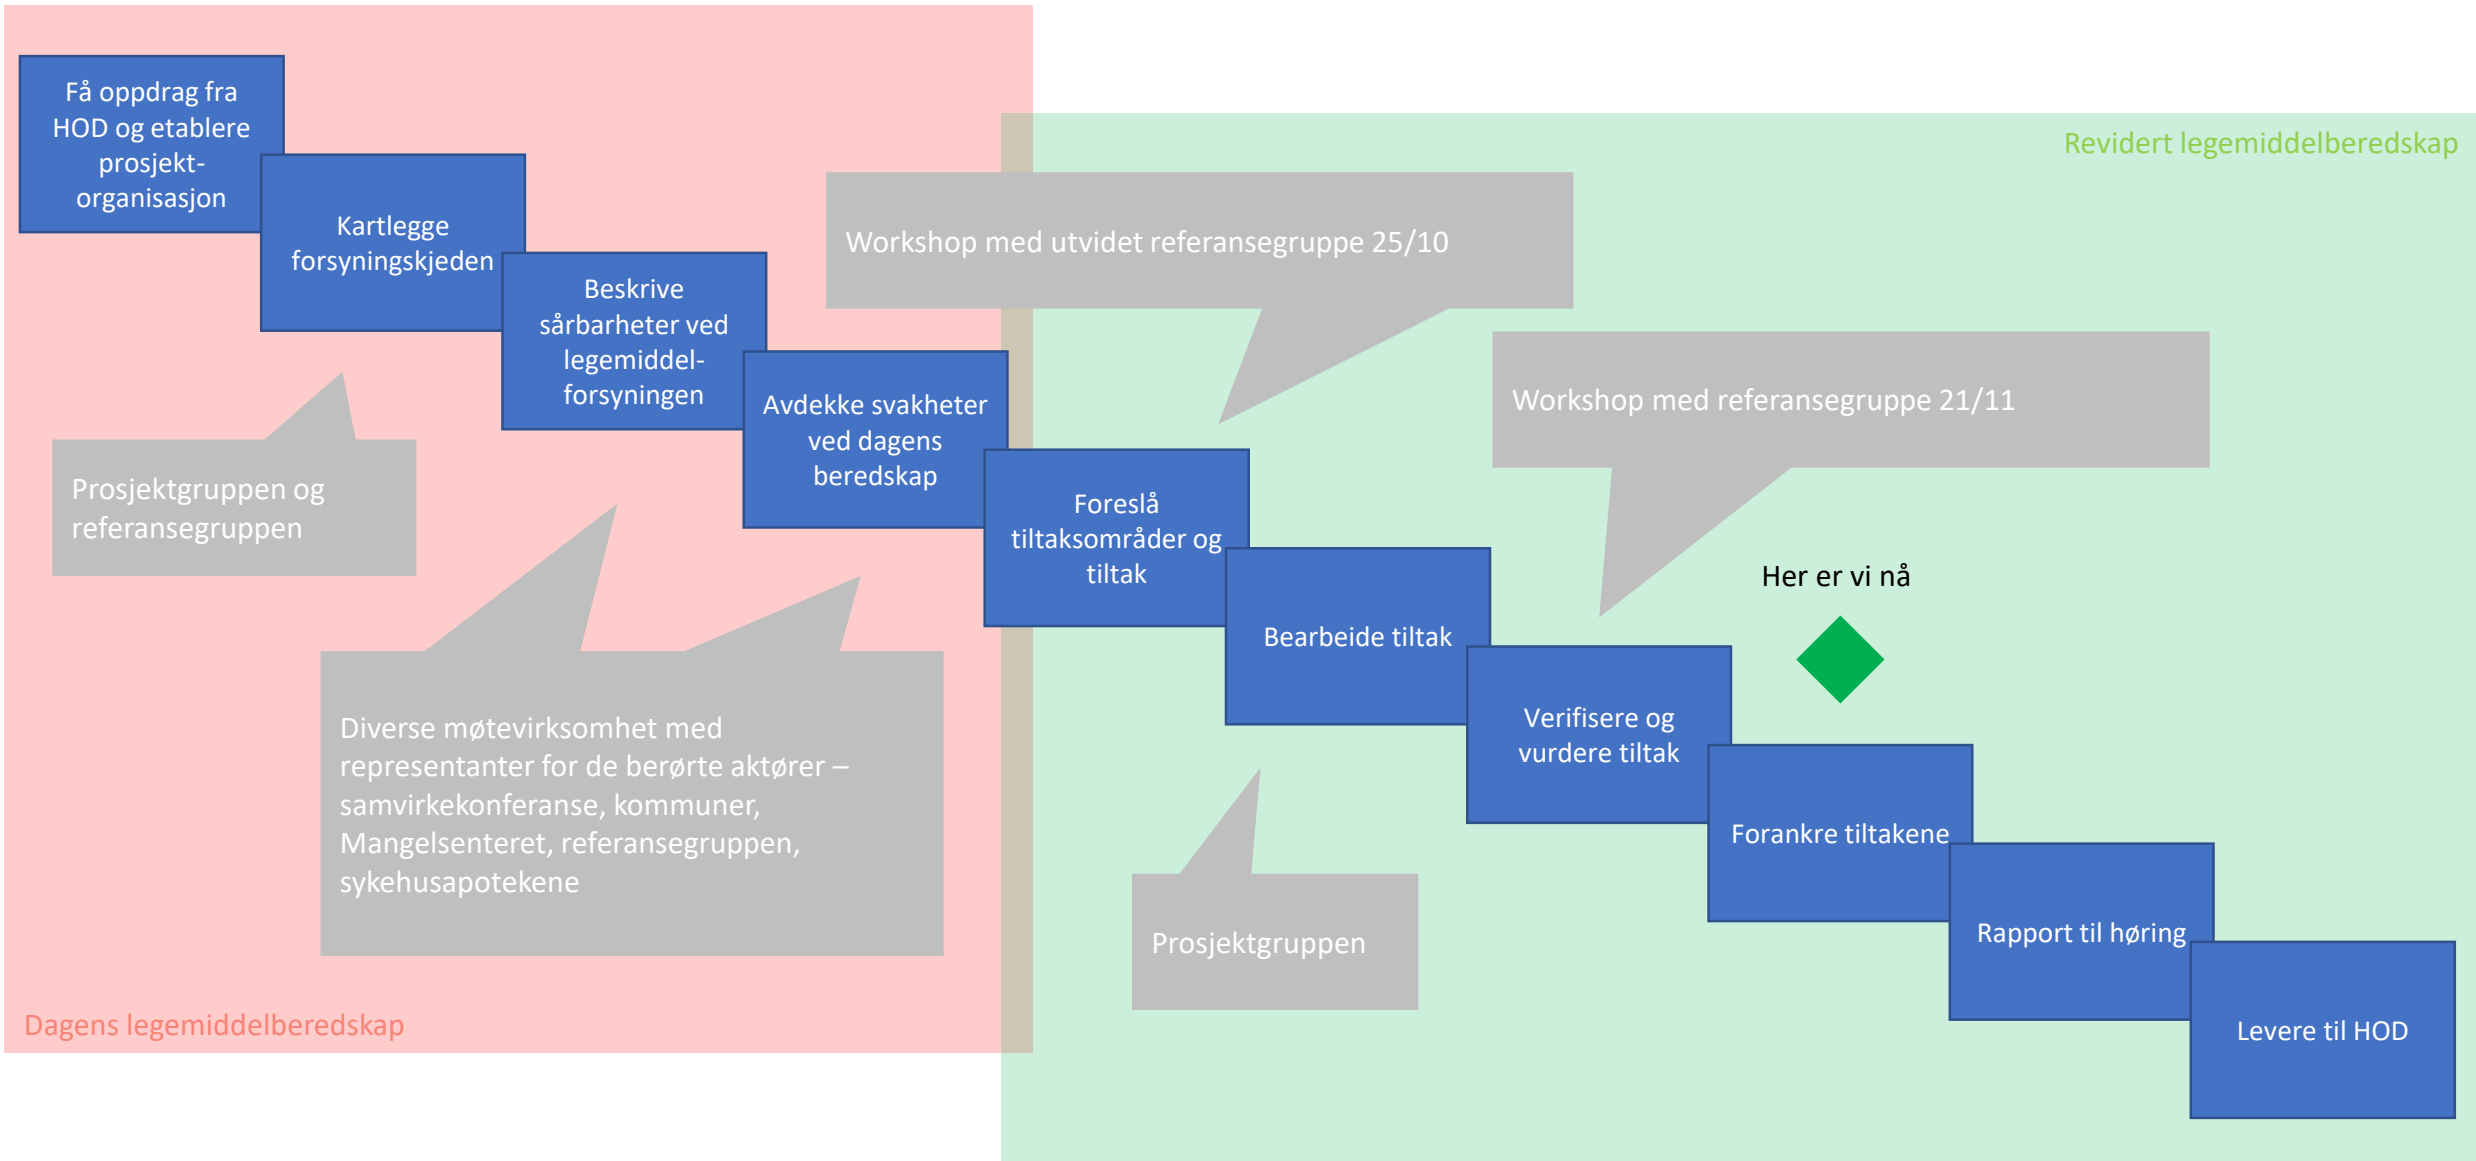 Få oppdrag fra
HOD og etablere
prosjekt-
organisasjon
Kartlegge
forsyningskjeden
Beskrive
sårbarheter ved
legemiddel-
forsyningen
Avdekke svakheter
ved dagens
beredskap
Foreslå
tiltaksområder og
tiltak
Bearbeide tiltak
Verifisere og
vurdere tiltak
Forankre tiltakene
Rapport til høring
Levere til HOD
Revidert legemiddelberedskap
Workshop med utvidet referansegruppe 25/10
Workshop med referansegruppe 21/11
Her er vi nå
Prosjektgruppen og
referansegruppen
Diverse møtevirksomhet med
representanter for de berørte aktører –
samvirkekonferanse, kommuner,
Mangelsenteret, referansegruppen,
sykehusapotekene
Prosjektgruppen
Dagens legemiddelberedskap